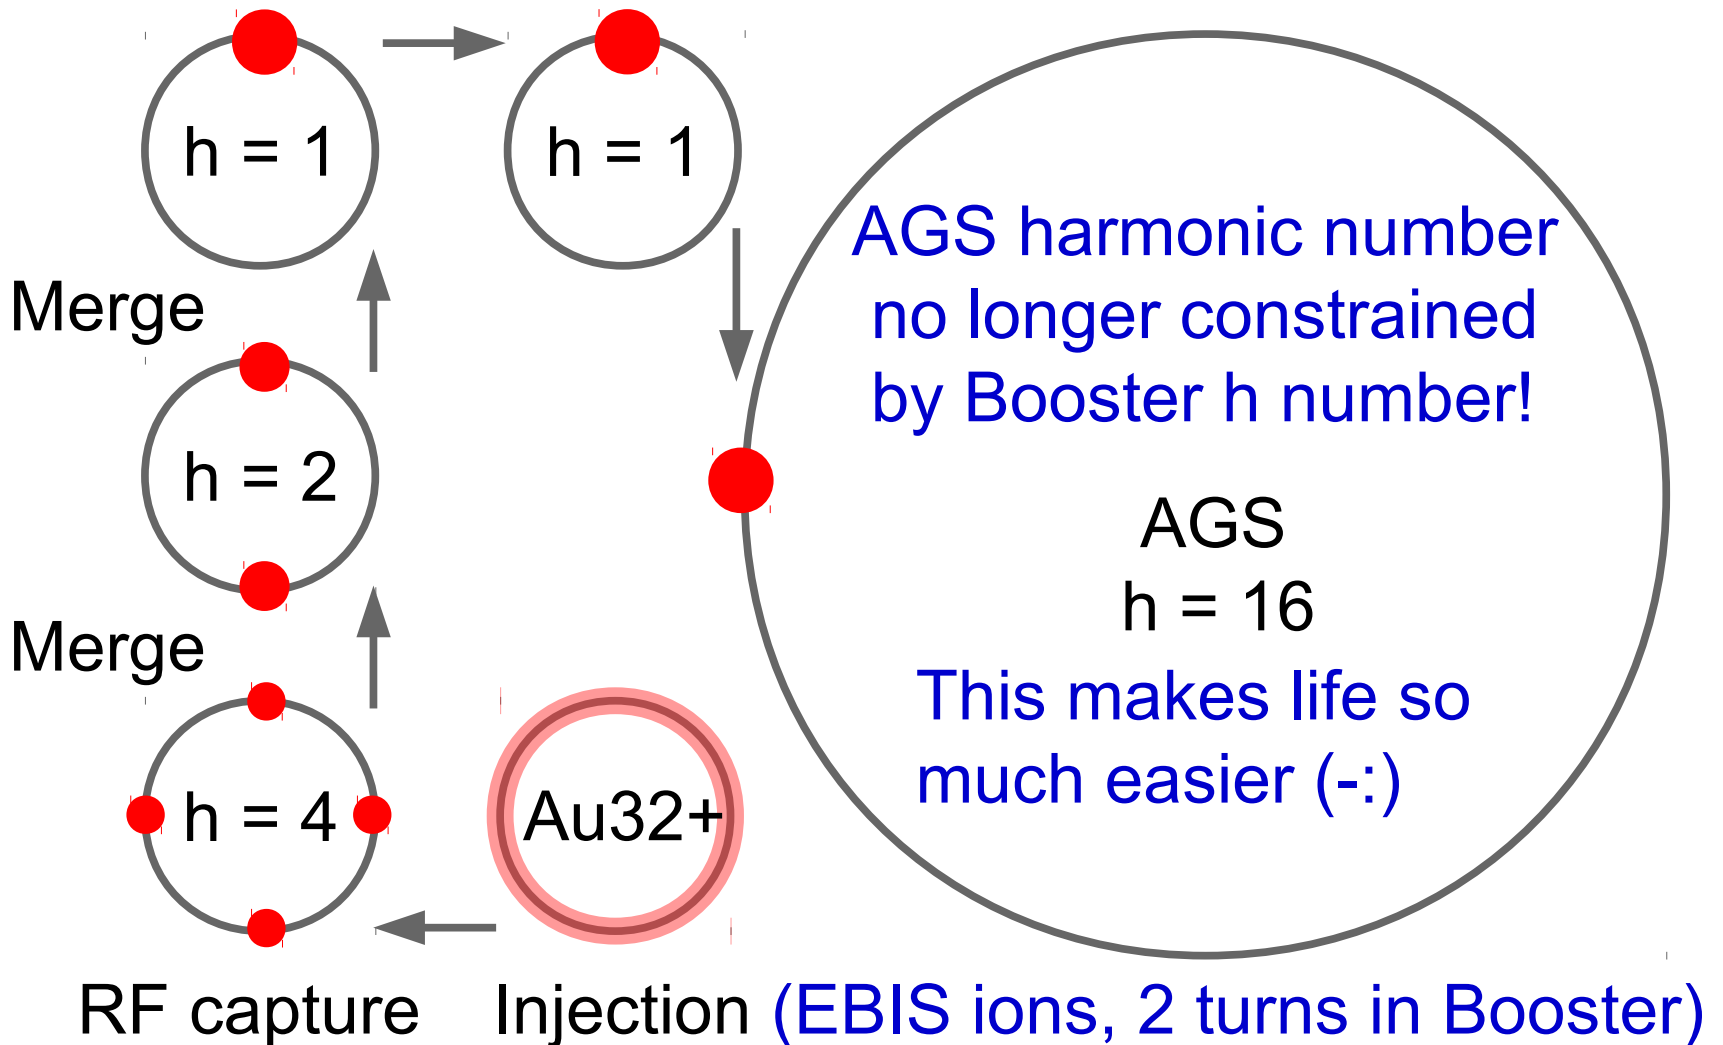 h = 1
h = 1
AGS harmonic number
no longer constrained
by Booster h number!
Merge
h = 2
AGS
h = 16
Merge
This makes life so
much easier (-:)
h = 4
Au32+
RF capture
Injection (EBIS ions, 2 turns in Booster)